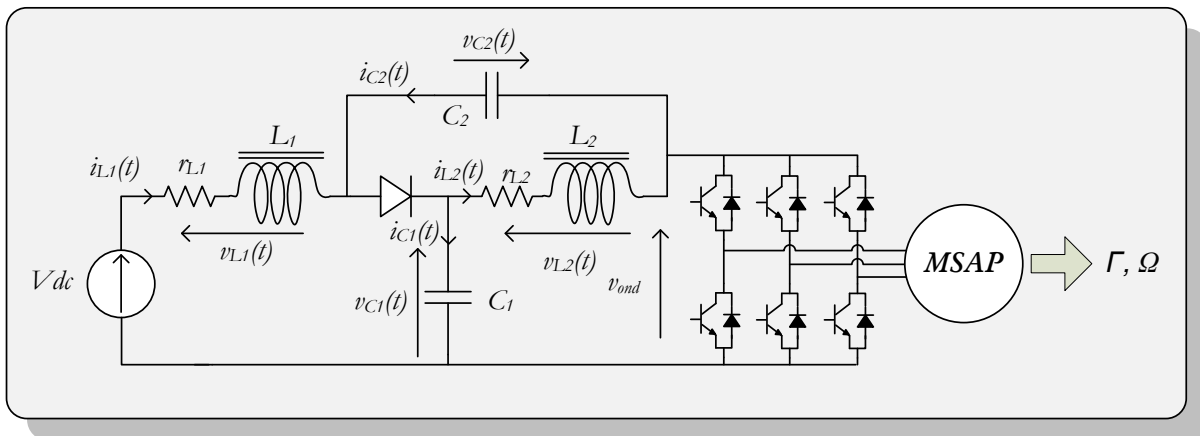 vC2(t)
iC2(t)
C2
L1
L2
iL1(t)
rL1
iL2(t)
rL2
iC1(t)
vL1(t)
vL2(t)
Vdc
vC1(t)
C1
vond
MSAP
Γ, Ω